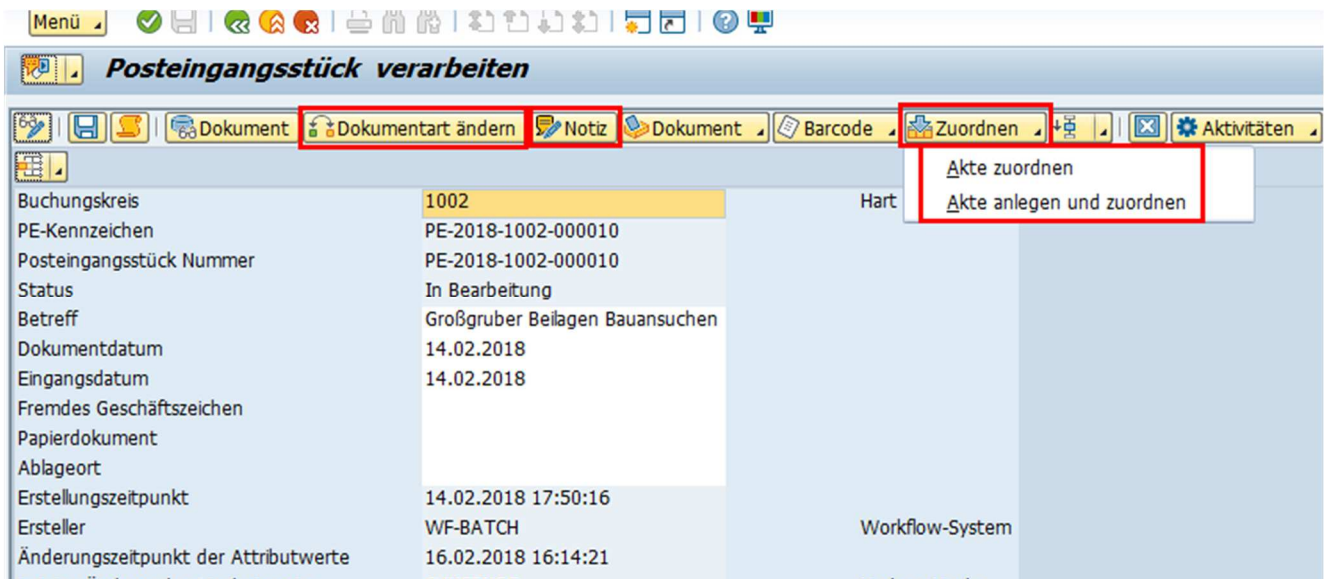 Menü
Posteingangsstück verarbeiten
Dokument Dokumentart ändern Notiz Dokument Barcode Zuordnen Aktivitäten
Akte zuordnen
Akte anlegen und zuordnen
Buchungskreis 1002 Hart
PE-Kennzeichen PE-2018-1002-000010
Posteingangsstück Nummer PE-2018-1002-000010
Status In Bearbeitung
Betreff Großgruber Beilagen Bauansuchen
Dokumentdatum 14.02.2018
Eingangsdatum 14.02.2018
Fremdes Geschäftszeichen
Papierdokument
Ablageort
Erstellungszeitpunkt 14.02.2018 17:50:16
Ersteller WF-BATCH Workflow-System
Änderungszeitpunkt der Attributwerte 16.02.2018 16:14:21